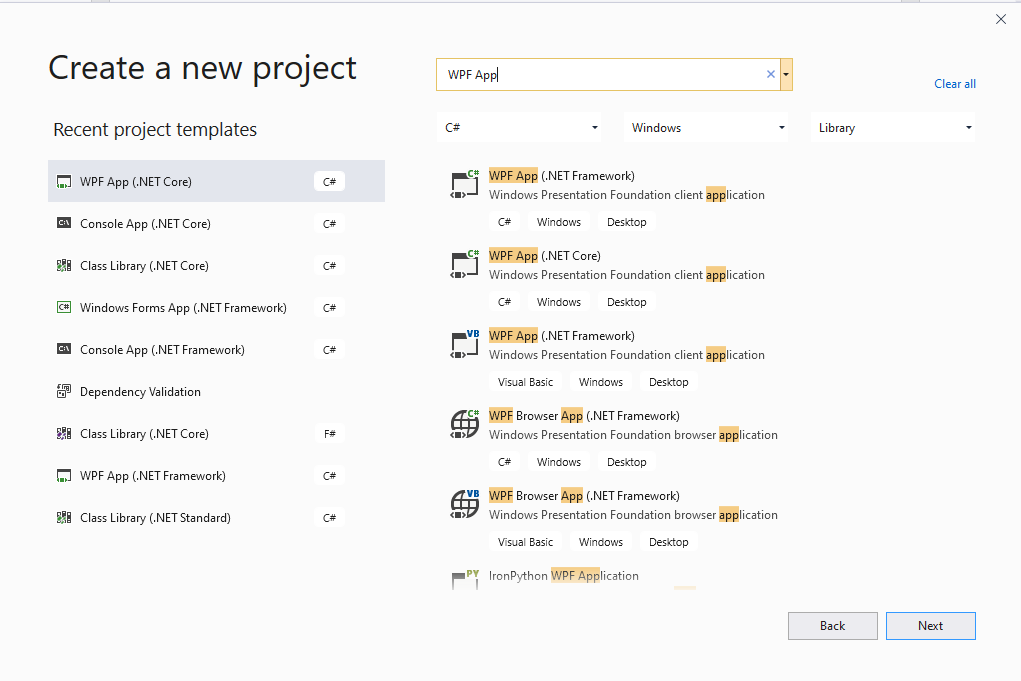 Create a new project
WPF App
Clear all
Recent project templates
C#
Windows
Library
WPF App (.NET Core)
C#
Console App (.NET Core)
C#
Class Library (.NET Core)
C#
Windows Forms App (.NET Framework)
C#
Console App (.NET Framework)
C#
Dependency Validation
Class Library (.NET Core)
F#
WPF App (.NET Framework)
C#
Class Library (.NET Standard)
C#
C#
WPF App (.NET Framework)
Windows Presentation Foundation client application
C# Windows Desktop
C#
WPF App (.NET Core)
Windows Presentation Foundation client application
C# Windows Desktop
VB
WPF App (.NET Framework)
Windows Presentation Foundation client application
Visual Basic Windows Desktop
C#
WPF Browser App (.NET Framework)
Windows Presentation Foundation browser application
C# Windows Desktop
VB
WPF Browser App (.NET Framework)
Windows Presentation Foundation browser application
Visual Basic Windows Desktop
PY
IronPython WPF Application
Back
Next